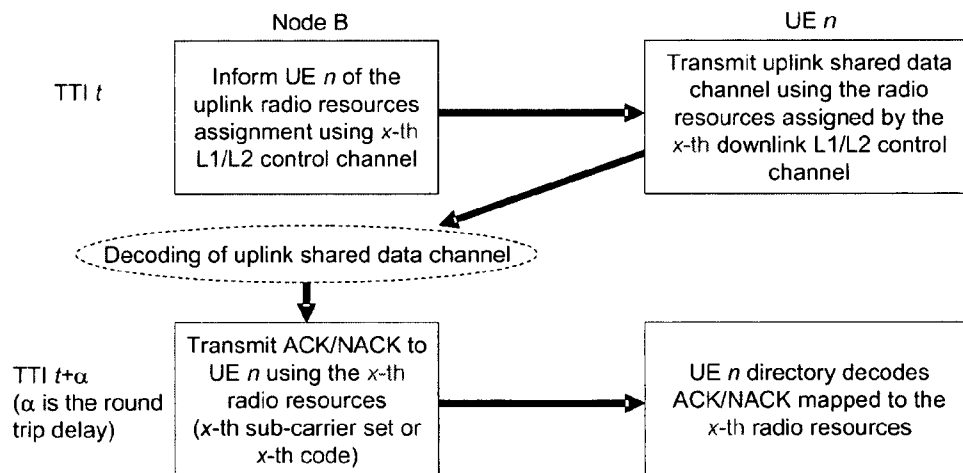 Node B
UE n
TTI t
Inform UE n of the
uplink radio resources
assignment using x-th
L1/L2 control channel
Transmit uplink shared data
channel using the radio
resources assigned by the
x-th downlink L1/L2 control
channel
Decoding of uplink shared data channel
TTI t+α
(α is the round
trip delay)
Transmit ACK/NACK to
UE n using the x-th
radio resources
(x-th sub-carrier set or
x-th code)
UE n directory decodes
ACK/NACK mapped to the
x-th radio resources